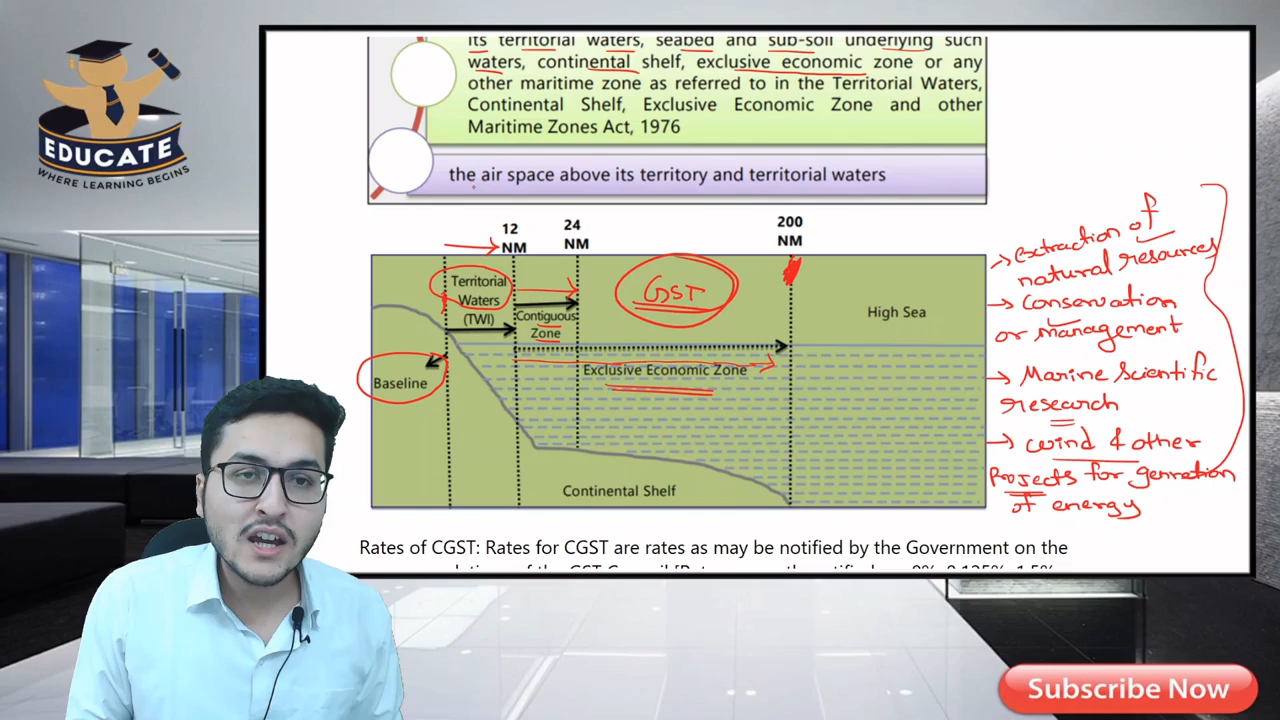 its territorial waters, seabed and sub-soil underlying such
waters, continental shelf, exclusive economic zone or any
other maritime zone as referred to in the Territorial Waters,
Continental Shelf, Exclusive Economic Zone and other
Maritime Zones Act, 1976
the air space above its territory and territorial waters
EDUCATE
WHERE LEARNING BEGINS
12
NM
24
NM
200
NM
Territorial
Waters
(TWI)
Contiguous
Zone
GST
High Sea
Exclusive Economic Zone
Baseline
Continental Shelf
→ extraction of
natural resources
→ Conservation
or management
→ Marine Scientific
research
→ wind & other
Projects for genration
of energy
Rates of CGST: Rates for CGST are rates as may be notified by the Government on the
Subscribe Now